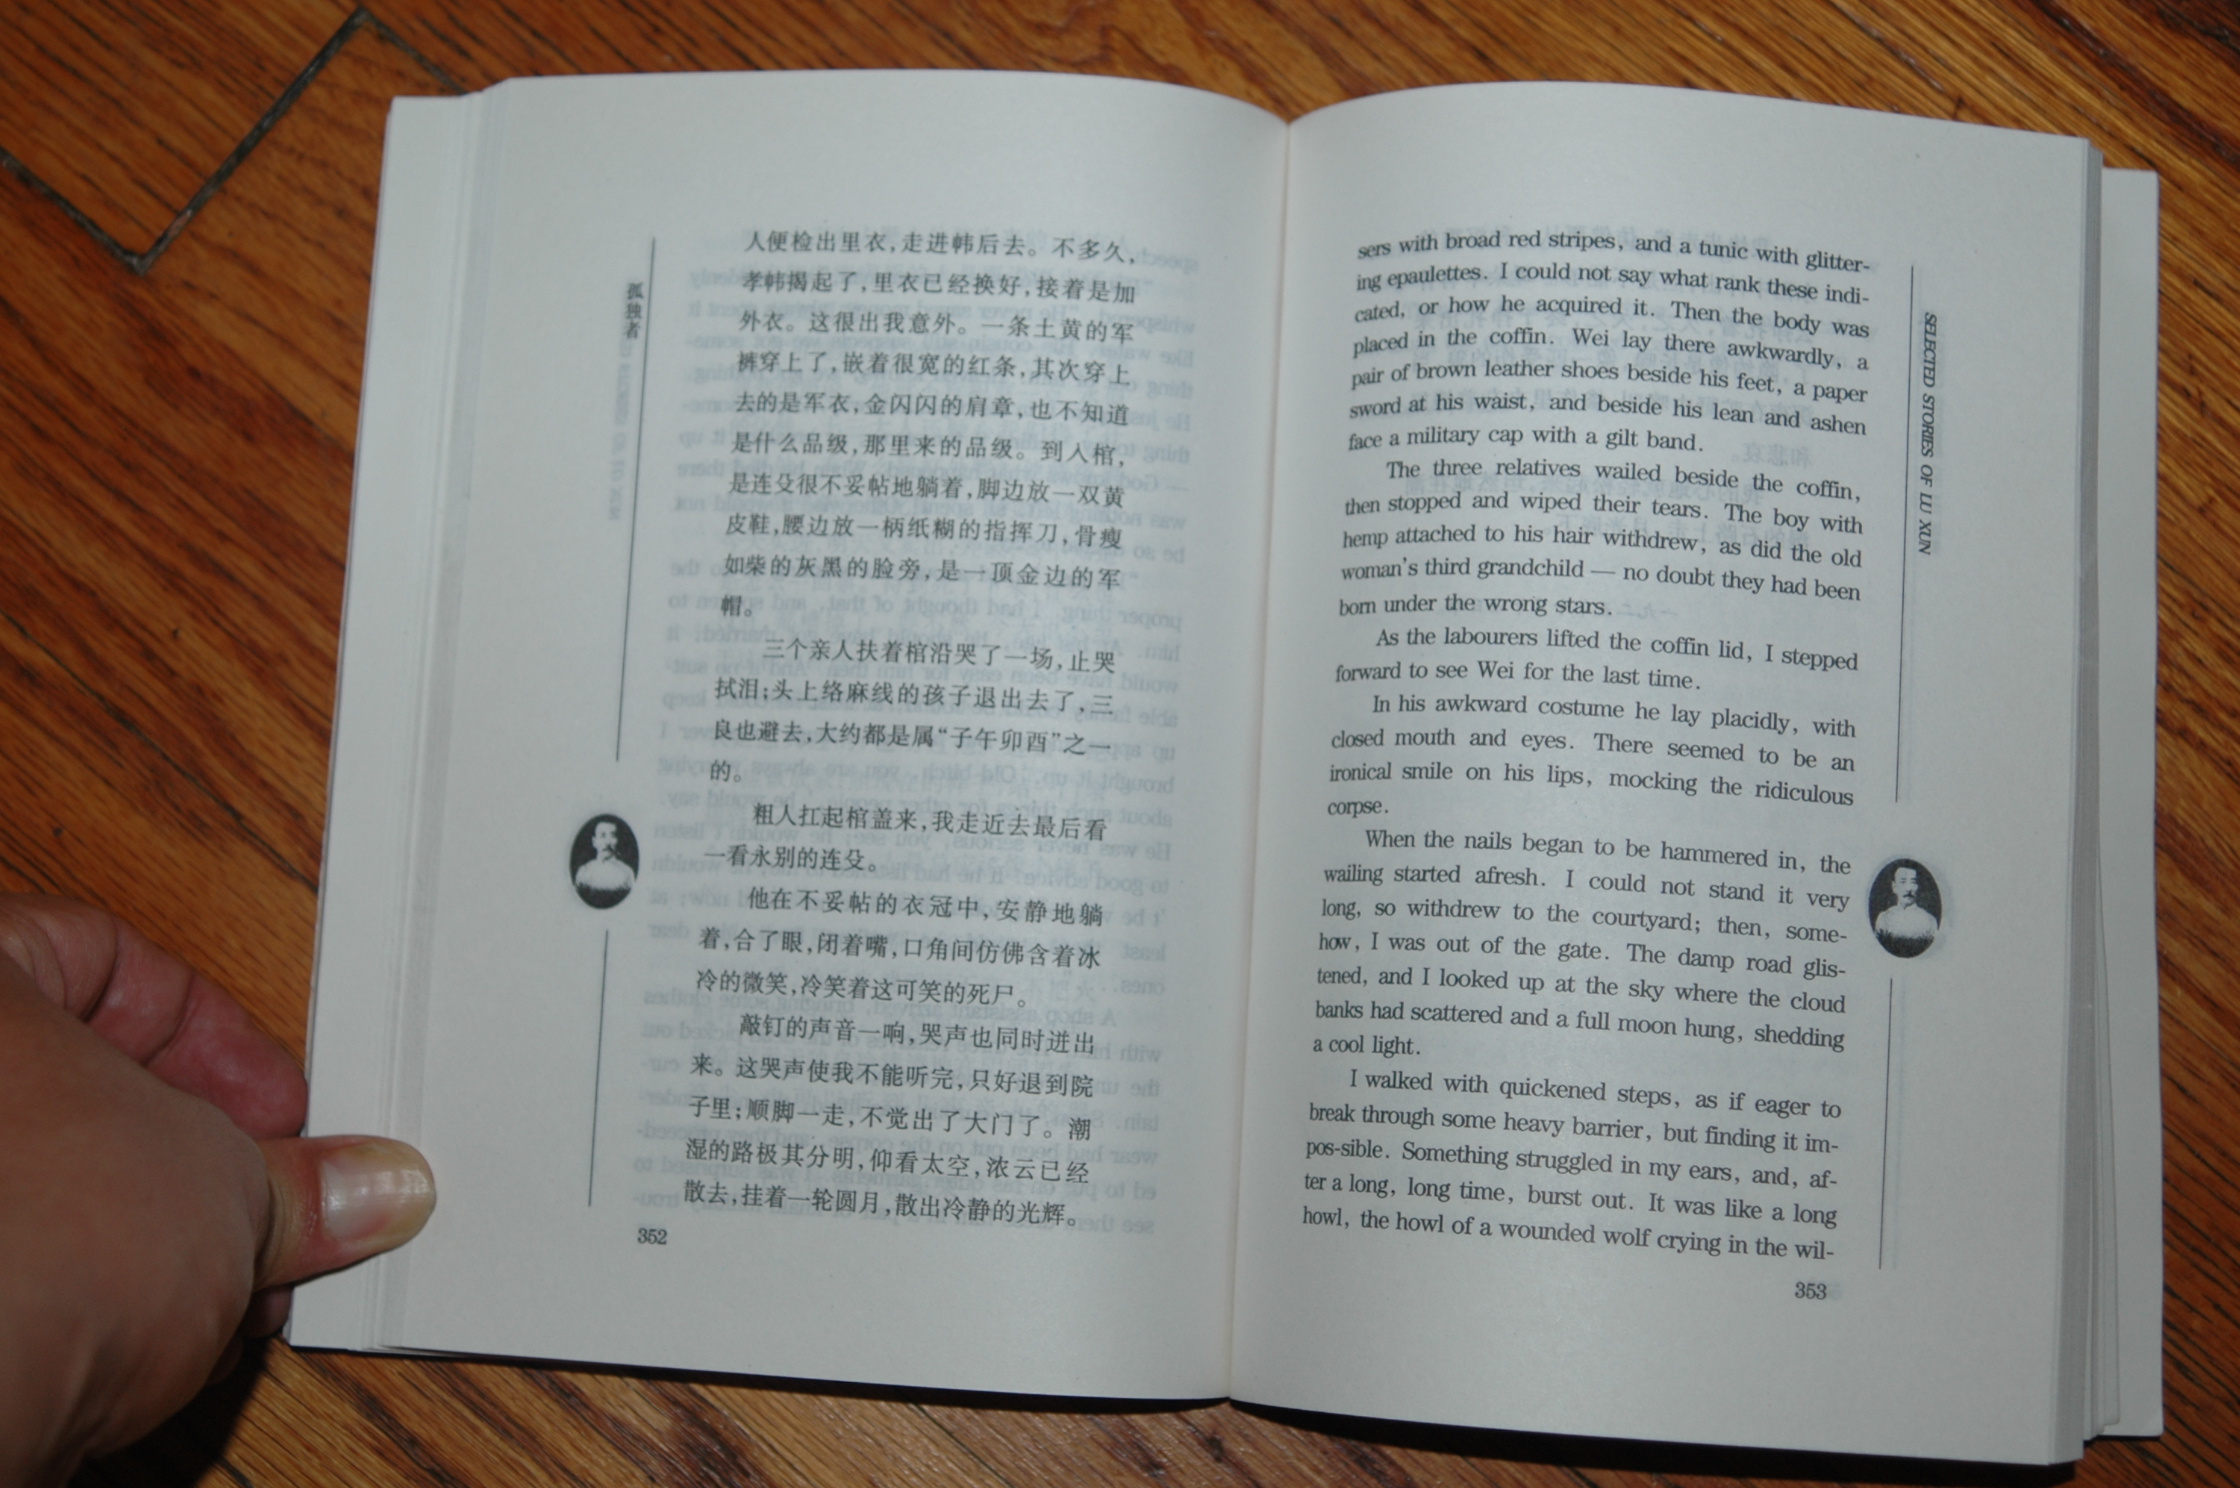 孤独者
人便检出里衣,走进帏后去。不多久,
孝帏揭起了,里衣已经换好,接着是加
外衣。这很出我意外。一条土黄的军
裤穿上了,嵌着很宽的红条,其次穿上
去的是军衣,金闪闪的肩章,也不知道
是什么品级,那里来的品级。到入棺,
是连殳很不妥帖地躺着,脚边放一双黄
皮鞋,腰边放一柄纸糊的指挥刀,骨瘦
如柴的灰黑的脸旁,是一顶金边的军
帽。
三个亲人扶着棺沿哭了一场,止哭
拭泪;头上络麻线的孩子退出去了,三
良也避去,大约都是属“子午卯酉”之一
的。
粗人扛起棺盖来,我走近去最后看
一看永别的连殳。
他在不妥帖的衣冠中,安静地躺
着,合了眼,闭着嘴,口角间仿佛含着冰
冷的微笑,冷笑着这可笑的死尸。
敲钉的声音一响,哭声也同时迸出
来。这哭声使我不能听完,只好退到院
子里;顺脚一走,不觉出了大门了。潮
湿的路极其分明,仰看太空,浓云已经
散去,挂着一轮圆月,散出冷静的光辉。
352
sers with broad red stripes, and a tunic with glitter-
ing epaulettes. I could not say what rank these indi-
cated, or how he acquired it. Then the body was
placed in the coffin. Wei lay there awkwardly, a
pair of brown leather shoes beside his feet, a paper
sword at his waist, and beside his lean and ashen
face a military cap with a gilt band.
The three relatives wailed beside the coffin,
then stopped and wiped their tears. The boy with
hemp attached to his hair withdrew, as did the old
woman's third grandchild — no doubt they had been
born under the wrong stars.
As the labourers lifted the coffin lid, I stepped
forward to see Wei for the last time.
In his awkward costume he lay placidly, with
closed mouth and eyes. There seemed to be an
ironical smile on his lips, mocking the ridiculous
corpse.
When the nails began to be hammered in, the
wailing started afresh. I could not stand it very
long, so withdrew to the courtyard; then, some-
how, I was out of the gate. The damp road glis-
tened, and I looked up at the sky where the cloud
banks had scattered and a full moon hung, shedding
a cool light.
I walked with quickened steps, as if eager to
break through some heavy barrier, but finding it im-
pos-sible. Something struggled in my ears, and, af-
ter a long, long time, burst out. It was like a long
howl, the howl of a wounded wolf crying in the wil-
353
SELECTED STORIES OF LU XUN